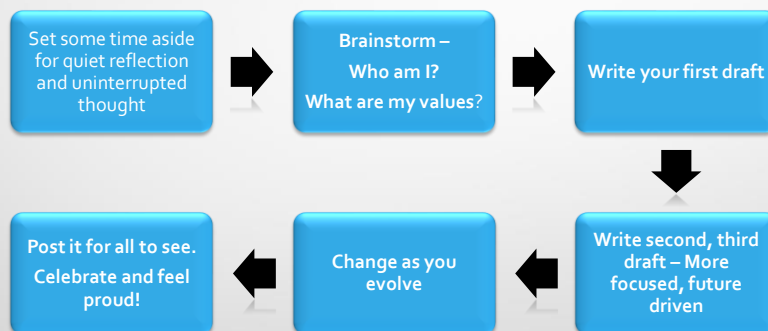 Set some time aside
for quiet reflection
and uninterrupted
thought
Brainstorm –
Who am I?
What are my values?
Write your first draft
Write second, third
draft – More
focused, future
driven
Change as you
evolve
Post it for all to see.
Celebrate and feel
proud!